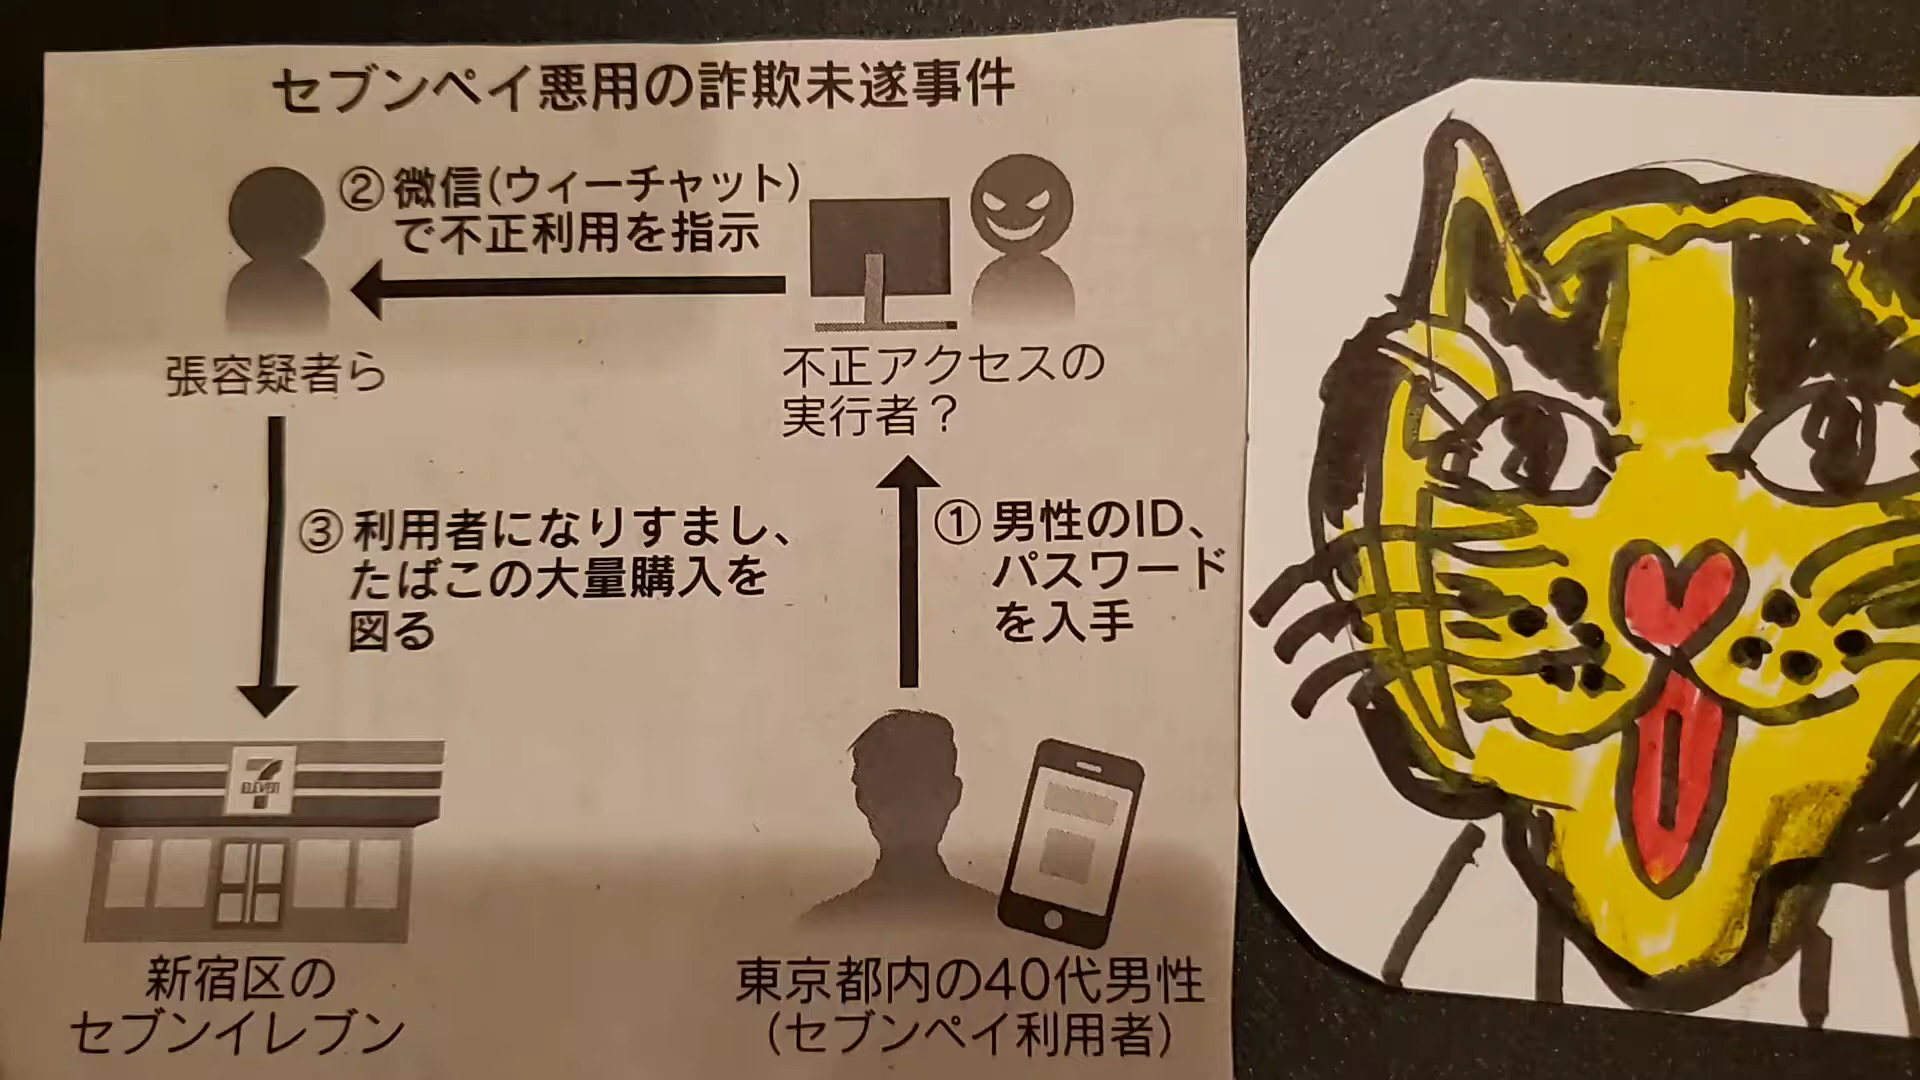 セブンペイ悪用の詐欺未遂事件
②微信(ウィーチャット)
で不正利用を指示
張容疑者ら
不正アクセスの
実行者？
③利用者になりすまし、
たばこの大量購入を
図る
①男性のID、
パスワード
を入手
7
ELEVEN
新宿区の
セブンイレブン
東京都内の40代男性
(セブンペイ利用者)